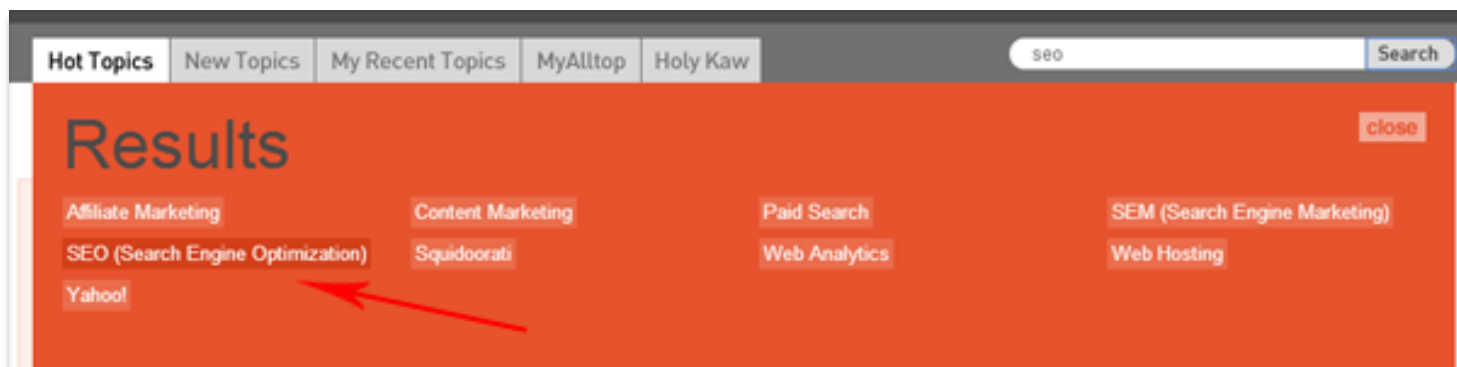 Hot Topics New Topics My Recent Topics MyAlltop Holy Kaw seo Search
close
Results
Affiliate Marketing Content Marketing Paid Search SEM (Search Engine Marketing)
SEO (Search Engine Optimization) Squidoorati Web Analytics Web Hosting
Yahoo!